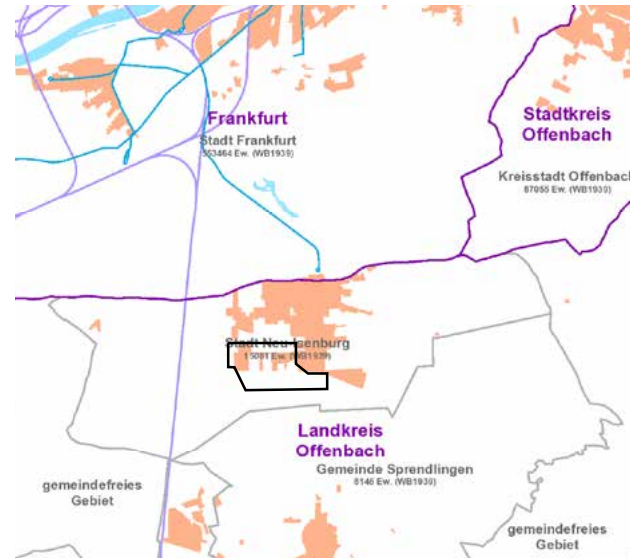 Frankfurt
Stadt Frankfurt
553464 Ew. (WB1939)
Stadtkreis
Offenbach
Kreisstadt Offenbach
87055 Ew. (WB1939)
Stadt Neu-Isenburg
15081 Ew. (WB1939)
Landkreis
Offenbach
Gemeinde Sprendlingen
8146 Ew. (WB1939)
gemeindefreies
Gebiet
gemeindefreies
Gebiet